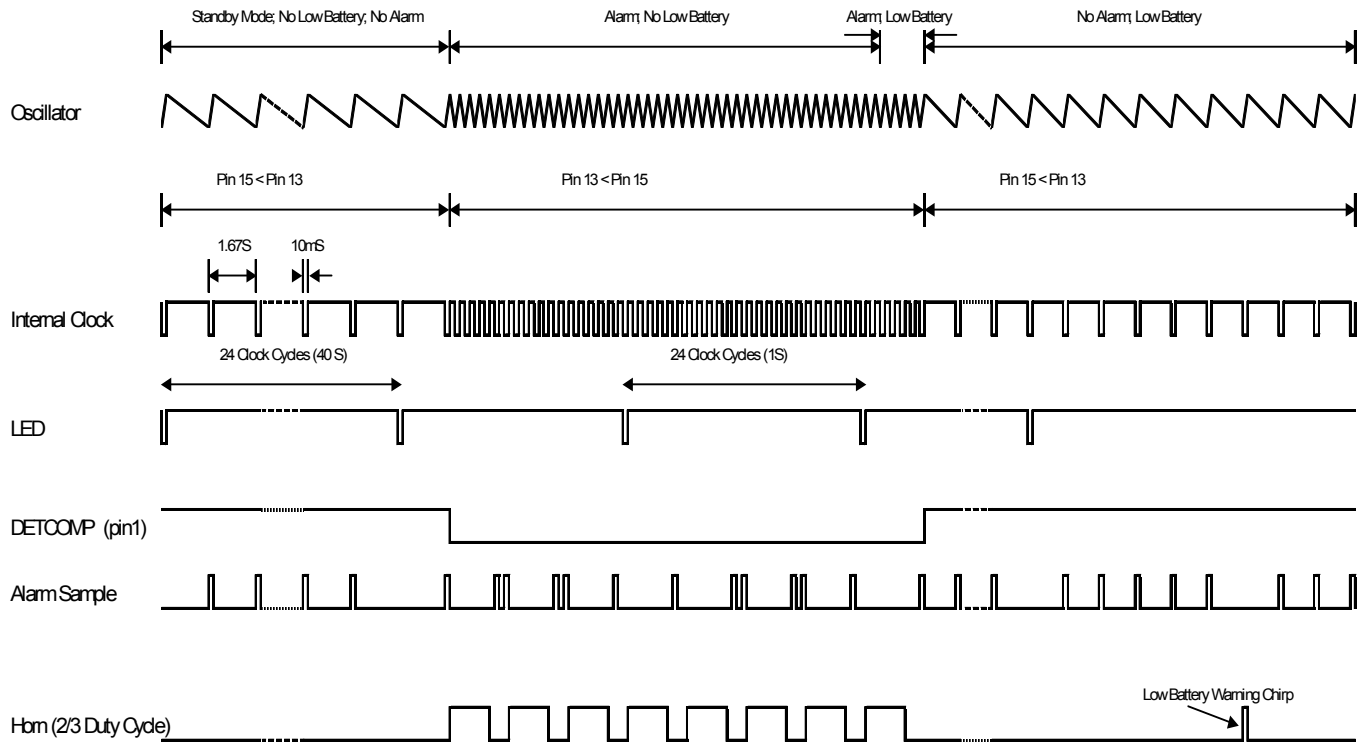 Standby Mode; No Low Battery; No Alarm
Alarm; No Low Battery
Alarm; Low Battery
No Alarm; Low Battery
Oscillator
Pin 15 < Pin 13
Pin 13 < Pin 15
Pin 15 < Pin 13
1.67S
10mS
Internal Clock
24 Clock Cycles (40 S)
24 Clock Cycles (1S)
LED
DETCOMP (pin1)
Alarm Sample
Low Battery Warning Chirp
Horn (2/3 Duty Cycle)